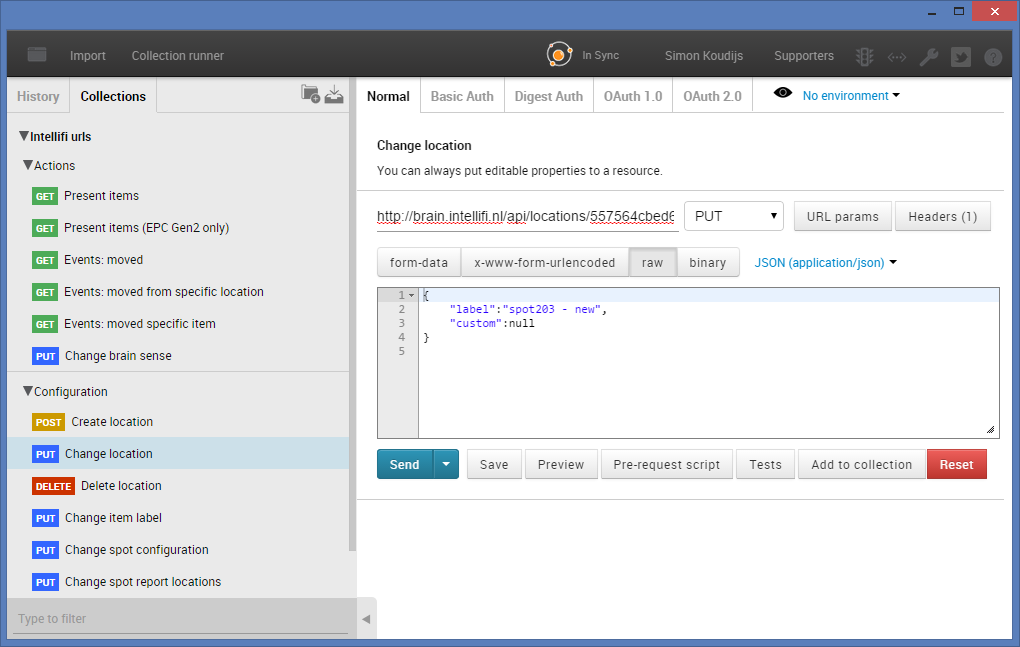 Import
Collection runner
In Sync
Simon Koudijs
Supporters
History
Collections
Intellifi urls
Actions
GET Present items
GET Present items (EPC Gen2 only)
GET Events: moved
GET Events: moved from specific location
GET Events: moved specific item
PUT Change brain sense
Configuration
POST Create location
PUT Change location
DELETE Delete location
PUT Change item label
PUT Change spot configuration
PUT Change spot report locations
Type to filter
Normal
Basic Auth
Digest Auth
OAuth 1.0
OAuth 2.0
No environment
Change location
You can always put editable properties to a resource.
http://brain.intellifi.nl/api/locations/557564cbed6
PUT
URL params
Headers (1)
form-data
x-www-form-urlencoded
raw
binary
JSON (application/json)
1 {
2 "label":"spot203 - new",
3 "custom":null
4 }
5
Send
Save
Preview
Pre-request script
Tests
Add to collection
Reset